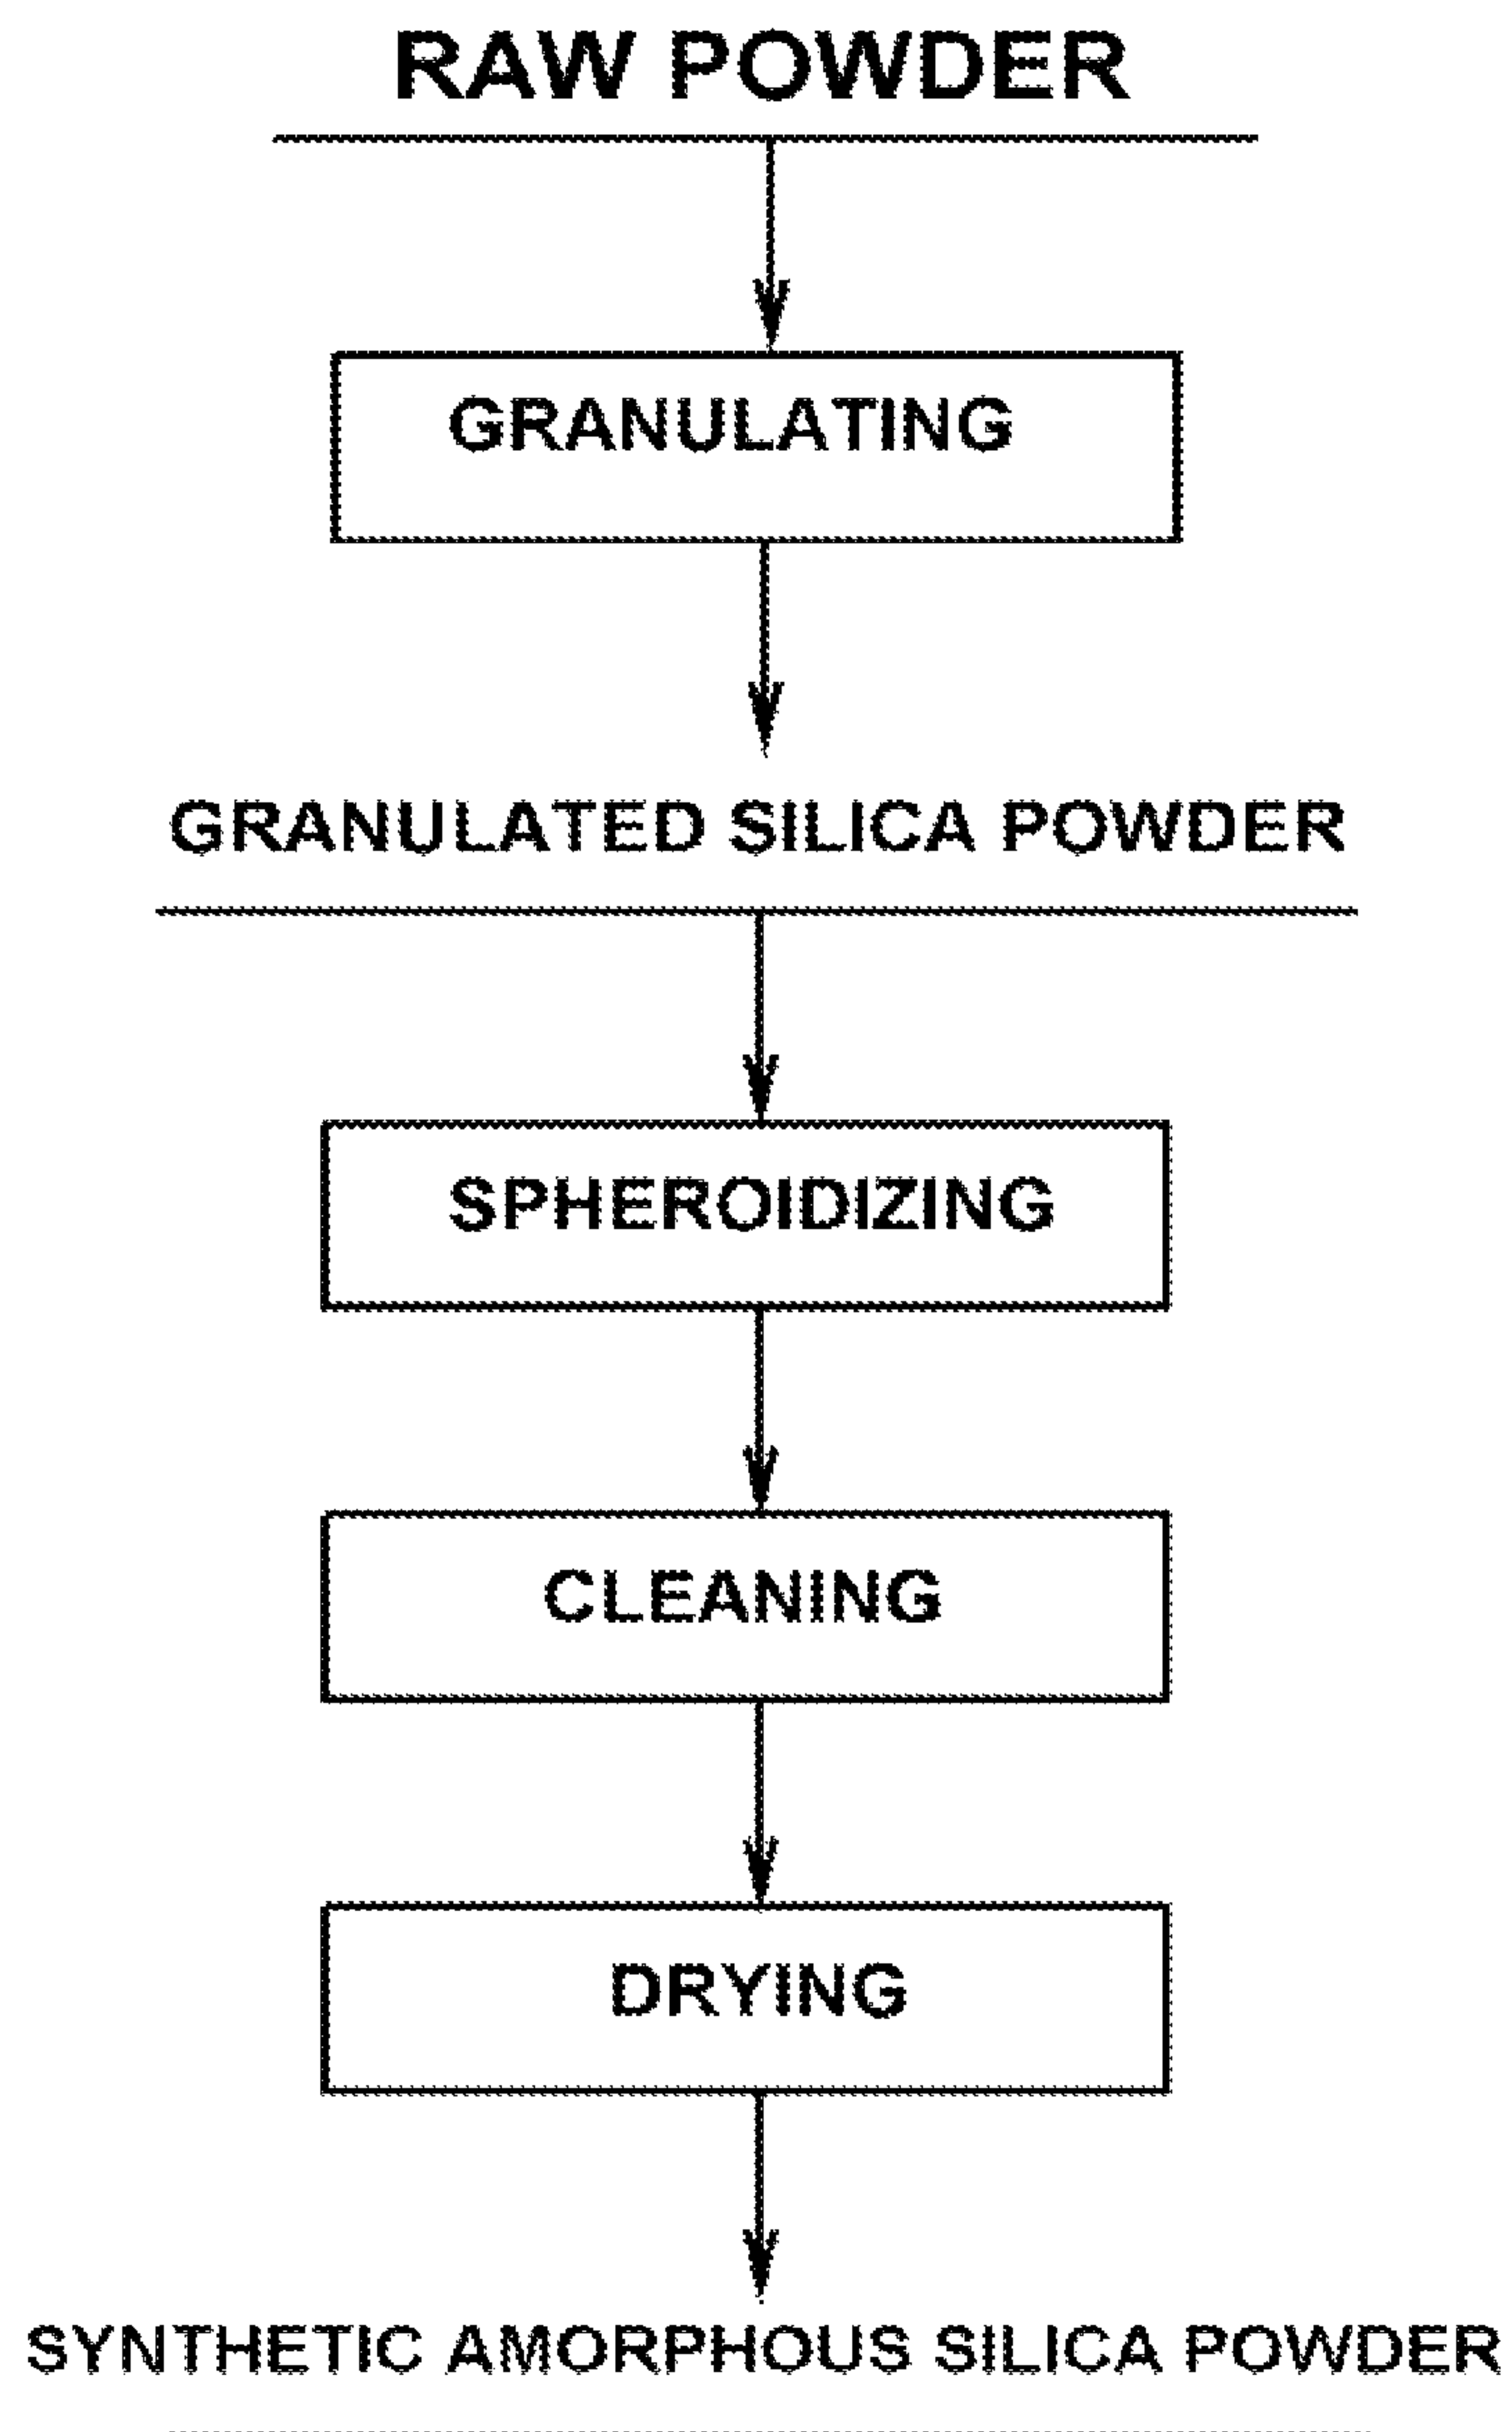 RAW POWDER
GRANULATING
GRANULATED SILICA POWDER
SPHEROIDIZING
CLEANING
DRYING
SYNTHETIC AMORPHOUS SILICA POWDER